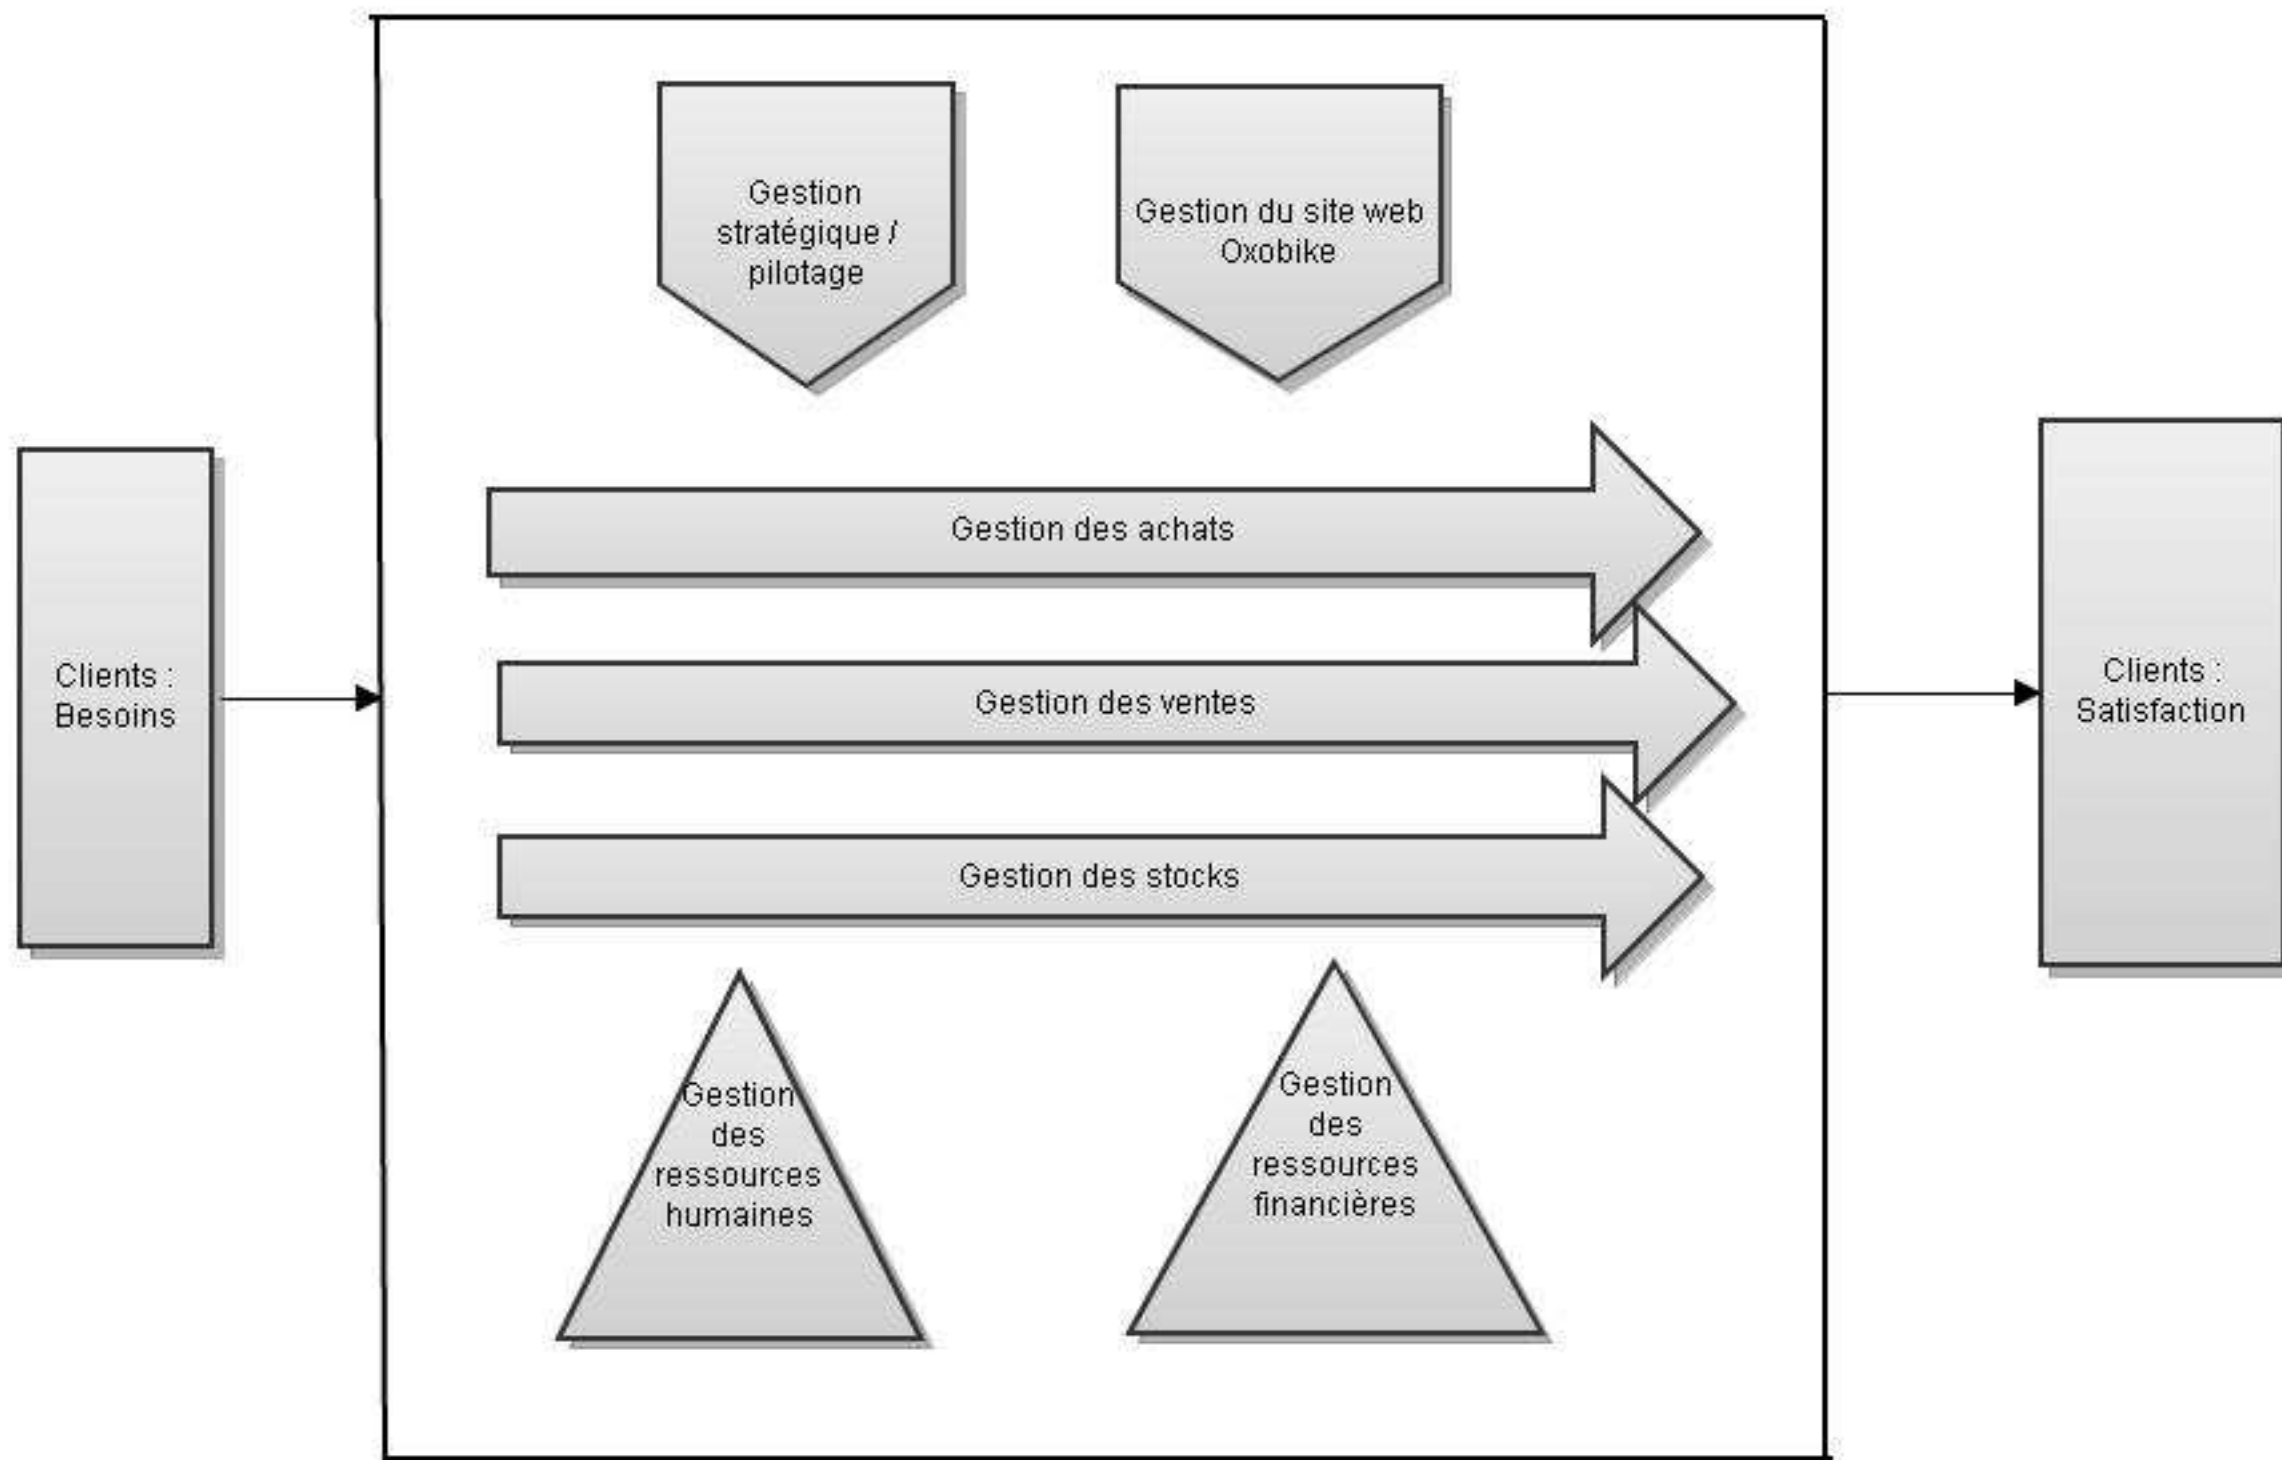 Gestion
stratégique /
pilotage
Gestion du site web
Oxobike
Gestion des achats
Clients :
Besoins
Gestion des ventes
Clients :
Satisfaction
Gestion des stocks
Gestion
des
ressources
humaines
Gestion
des
ressources
financières